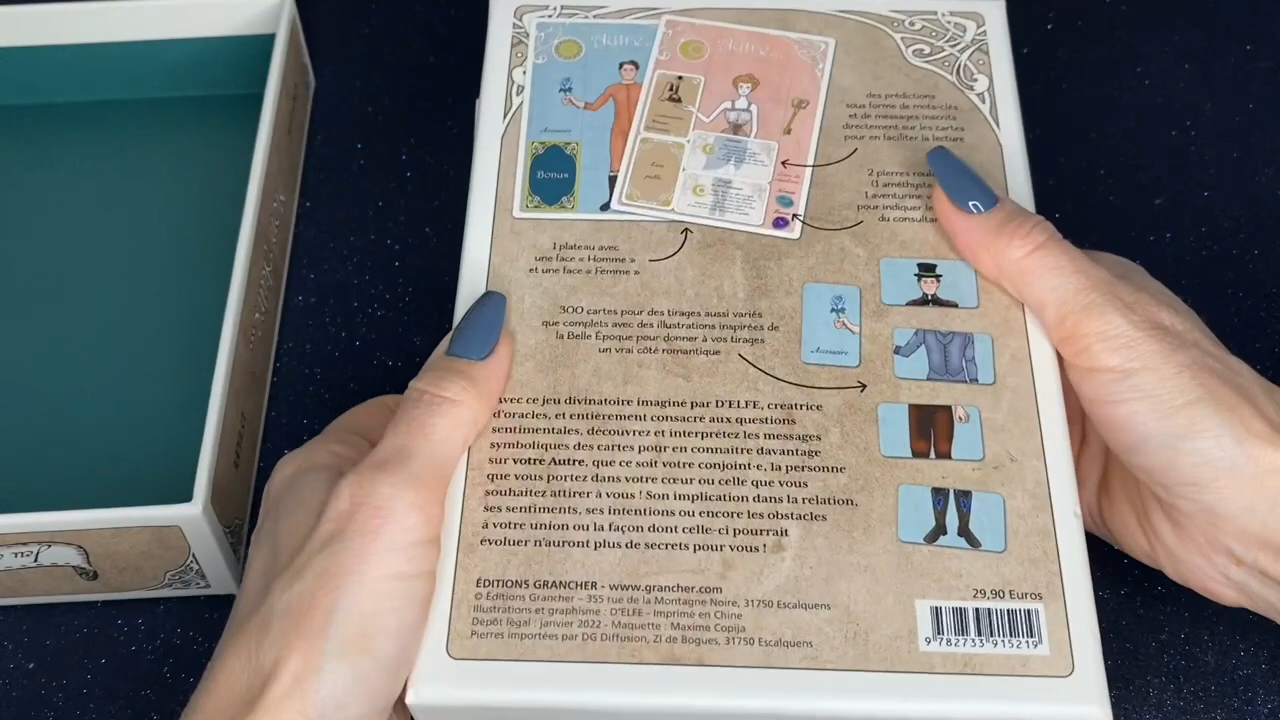 Autre...
Autre...
Accessoire
Bonus
des prédictions
sous forme de mots-clés
et de messages inscrits
directement sur les cartes
pour en faciliter la lecture
2 pierres
(1 améthyste
1 aventurine
pour indiquer le
du
1 plateau avec
une face « Homme »
et une face « Femme »
300 cartes pour des tirages aussi variés
que complets avec des illustrations inspirées de
la Belle Époque pour donner à vos tirages
un vrai côté romantique
Accessoire
Avec ce jeu divinatoire imaginé par D'ELFE, créatrice
d'oracles, et entièrement consacré aux questions
sentimentales, découvrez et interprétez les messages
symboliques des cartes pour en connaître davantage
sur votre Autre, que ce soit votre conjoint·e, la personne
que vous portez dans votre cœur ou celle que vous
souhaitez attirer à vous ! Son implication dans la relation,
ses sentiments, ses intentions ou encore les obstacles
à votre union ou la façon dont celle-ci pourrait
évoluer n'auront plus de secrets pour vous !
ÉDITIONS GRANCHER - www.grancher.com
© Éditions Grancher – 355 rue de la Montagne Noire, 31750 Escalquens
Illustrations et graphisme : D'ELFE - Imprimé en Chine
Dépôt légal : janvier 2022 - Maquette : Maxime Copija
Pierres importées par DG Diffusion, ZI de Bogues, 31750 Escalquens
29,90 Euros
9 782733 915219
Jeu